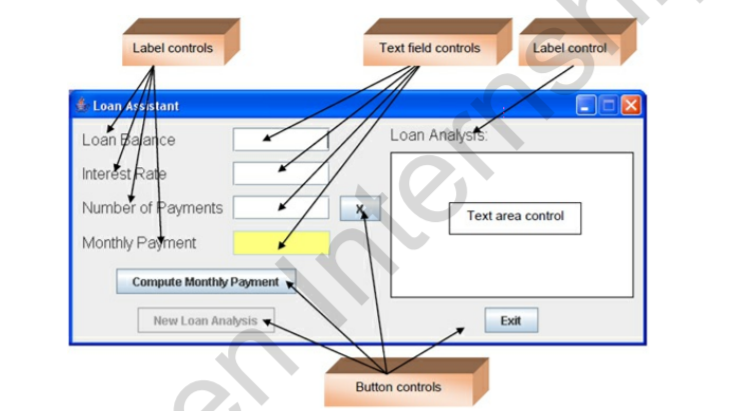 Label controls
Text field controls
Label control
Loan Assistant
Loan Balance
Loan Analysis:
Interest Rate
Number of Payments
X
Text area control
Monthly Payment
Compute Monthly Payment
New Loan Analysis
Exit
Button controls